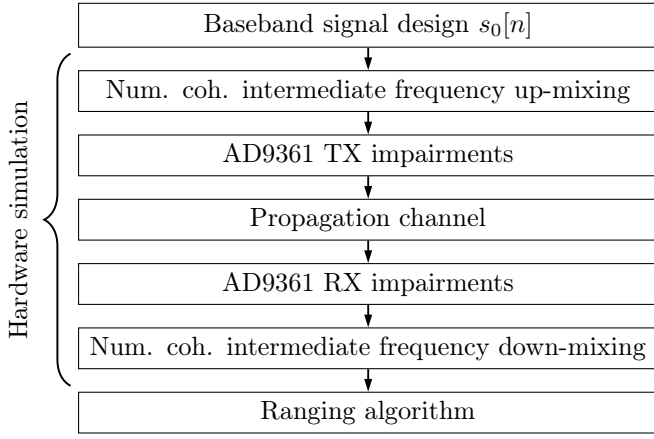 Baseband signal design s₀[n]
Num. coh. intermediate frequency up-mixing
AD9361 TX impairments
Propagation channel
AD9361 RX impairments
Num. coh. intermediate frequency down-mixing
Ranging algorithm
Hardware simulation